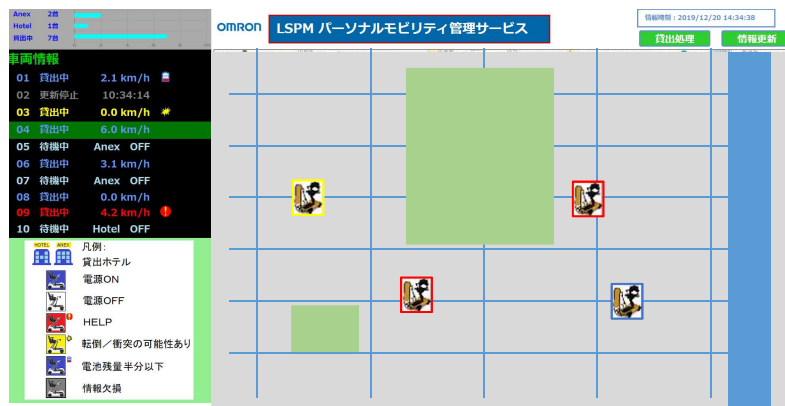 Anex 2台
Hotel 1台
貸出中 7台
OMRON
LSPM パーソナルモビリティ管理サービス
情報時間：2019/12/20 14:34:38
貸出処理
情報更新
車両情報
01 貸出中 2.1 km/h
02 更新停止 10:34:14
03 貸出中 0.0 km/h
04 貸出中 6.0 km/h
05 待機中 Anex OFF
06 貸出中 3.1 km/h
07 待機中 Anex OFF
08 貸出中 0.0 km/h
09 貸出中 4.2 km/h
10 待機中 Hotel OFF
HOTEL ANEX 凡例:
貸出ホテル
電源ON
電源OFF
HELP
転倒／衝突の可能性あり
電池残量半分以下
情報欠損